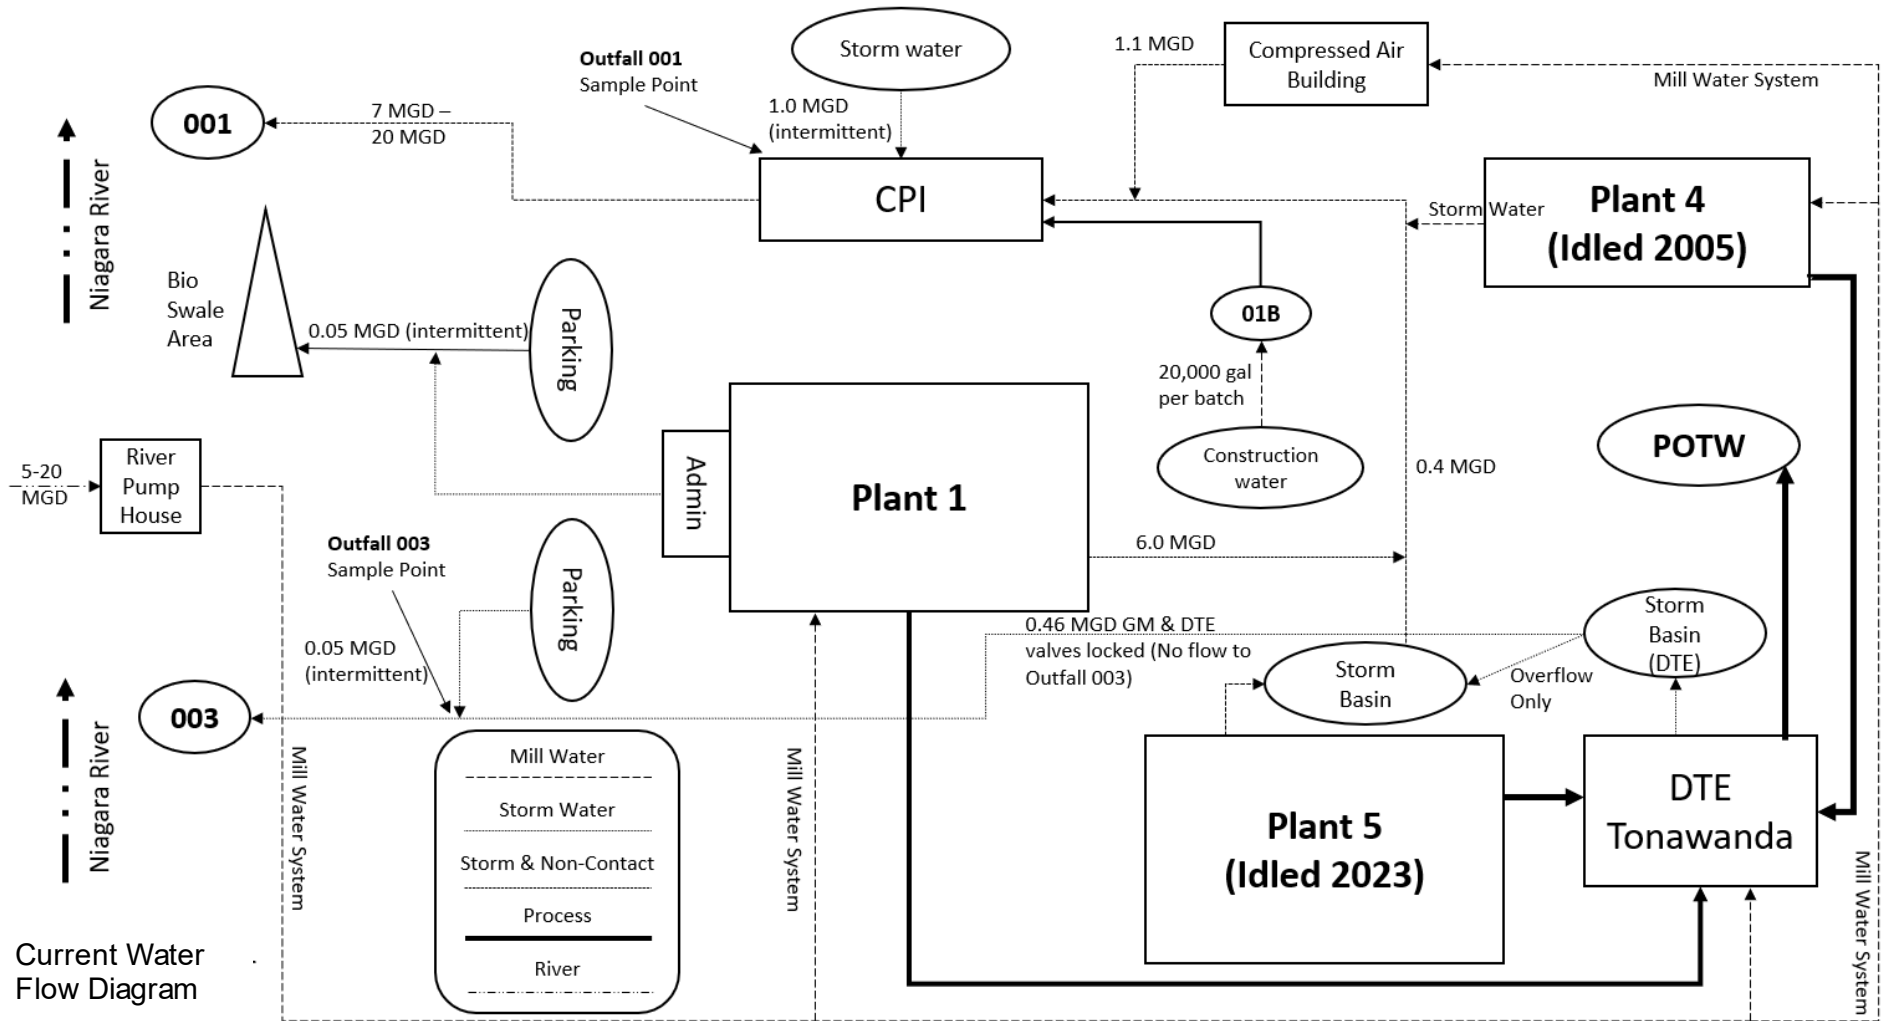 Storm water
Outfall 001
Sample Point
1.1 MGD
Compressed Air
Building
Mill Water System
001
7 MGD –
20 MGD
1.0 MGD
(intermittent)
CPI
Storm Water
Plant 4
(Idled 2005)
Niagara River
Bio
Swale
Area
0.05 MGD (intermittent)
Parking
01B
20,000 gal
per batch
Construction
water
0.4 MGD
POTW
5-20
MGD
River
Pump
House
Admin
Plant 1
6.0 MGD
Outfall 003
Sample Point
Parking
0.05 MGD
(intermittent)
0.46 MGD GM & DTE
valves locked (No flow to
Outfall 003)
Storm
Basin
Storm
Basin
(DTE)
Overflow
Only
003
Niagara River
Mill Water System
Mill Water
Storm Water
Storm & Non-Contact
Process
River
Mill Water System
Plant 5
(Idled 2023)
DTE
Tonawanda
Mill Water System
Current Water
Flow Diagram